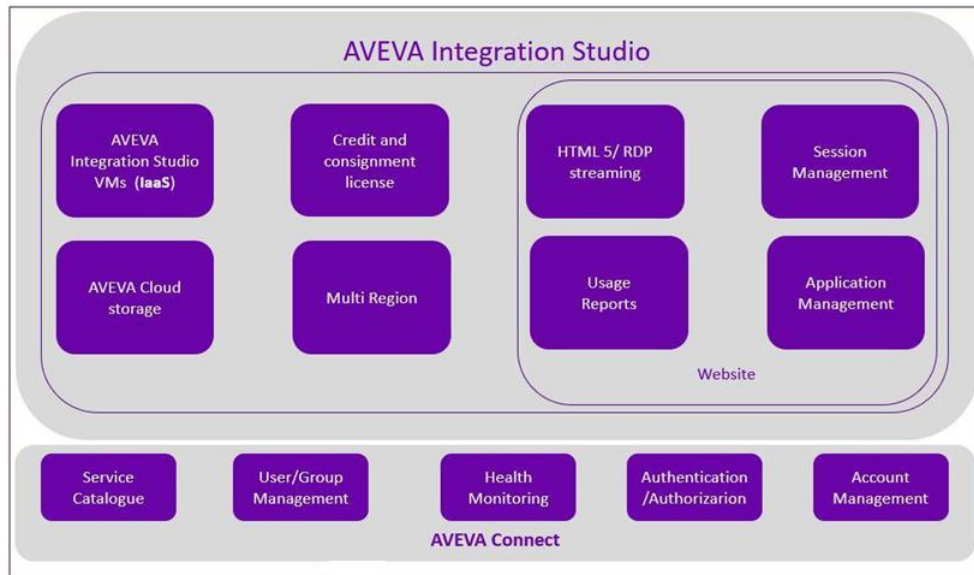 AVEVA Integration Studio
AVEVA
Integration Studio
VMs (IaaS)
Credit and
consignment
license
HTML 5/ RDP
streaming
Session
Management
AVEVA Cloud
storage
Multi Region
Usage
Reports
Application
Management
Website
Service
Catalogue
User/Group
Management
Health
Monitoring
Authentication
/Authorizarion
Account
Management
AVEVA Connect